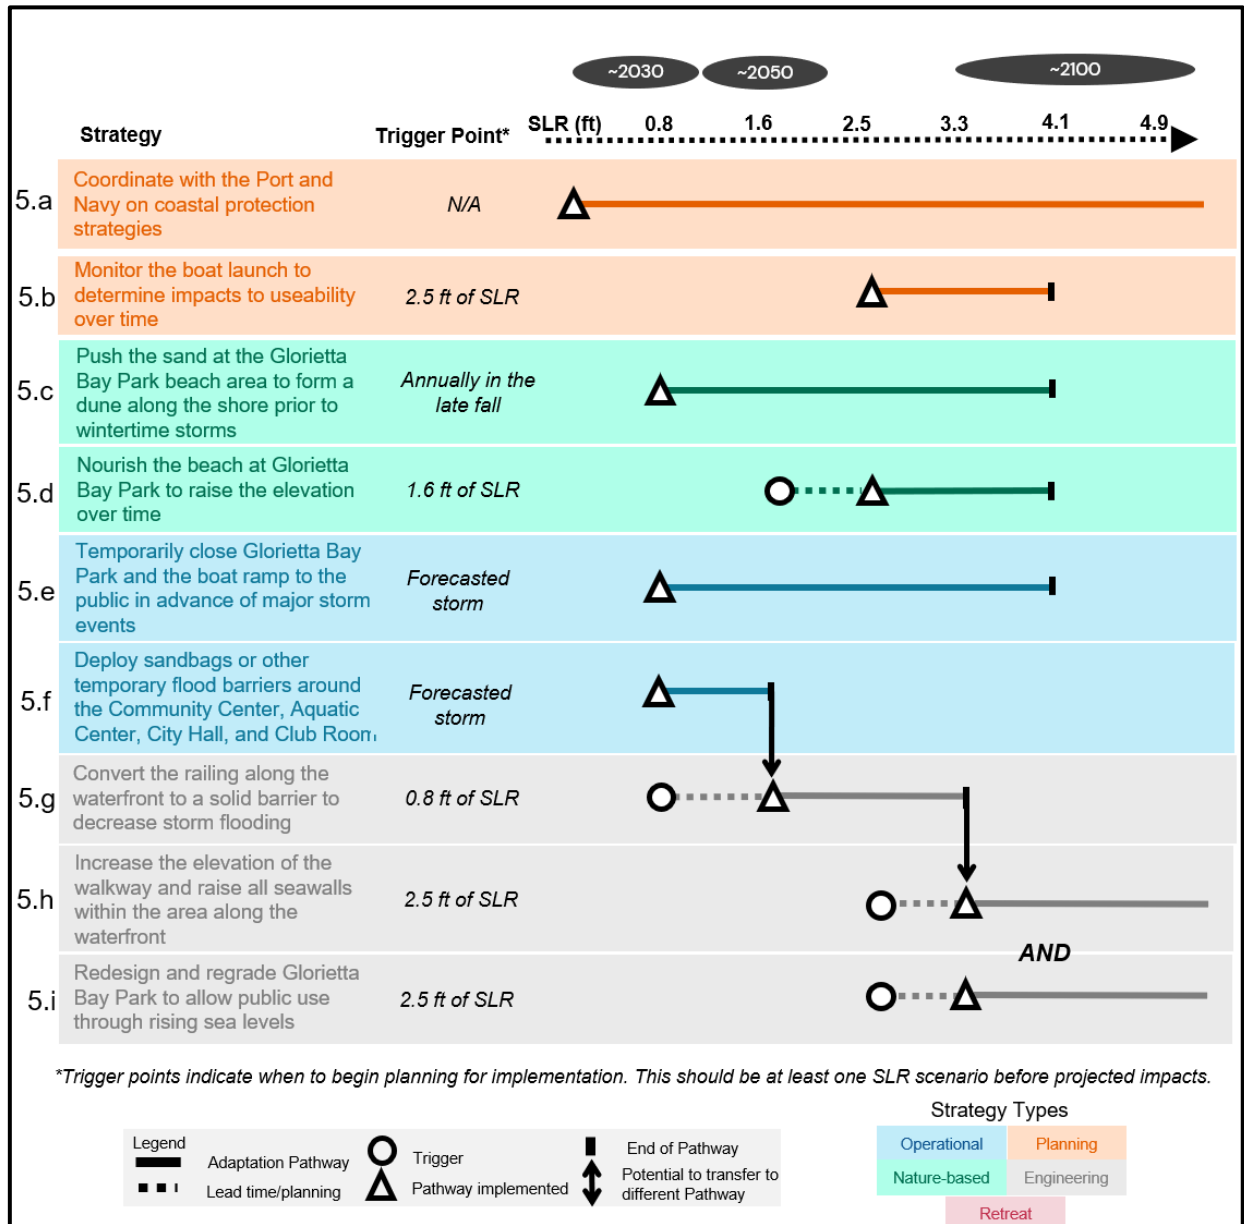 ~2030
~2050
~2100
Strategy
Trigger Point*
SLR (ft)
0.8
1.6
2.5
3.3
4.1
4.9
5.a
Coordinate with the Port and
Navy on coastal protection
strategies
N/A
5.b
Monitor the boat launch to
determine impacts to useability
over time
2.5 ft of SLR
5.c
Push the sand at the Glorietta
Bay Park beach area to form a
dune along the shore prior to
wintertime storms
Annually in the
late fall
5.d
Nourish the beach at Glorietta
Bay Park to raise the elevation
over time
1.6 ft of SLR
5.e
Temporarily close Glorietta Bay
Park and the boat ramp to the
public in advance of major storm
events
Forecasted
storm
5.f
Deploy sandbags or other
temporary flood barriers around
the Community Center, Aquatic
Center, City Hall, and Club Room
Forecasted
storm
5.g
Convert the railing along the
waterfront to a solid barrier to
decrease storm flooding
0.8 ft of SLR
5.h
Increase the elevation of the
walkway and raise all seawalls
within the area along the
waterfront
2.5 ft of SLR
AND
5.i
Redesign and regrade Glorietta
Bay Park to allow public use
through rising sea levels
2.5 ft of SLR
*Trigger points indicate when to begin planning for implementation. This should be at least one SLR scenario before projected impacts.
Legend
Adaptation Pathway
Lead time/planning
Trigger
Pathway implemented
End of Pathway
Potential to transfer to
different Pathway
Strategy Types
Operational
Planning
Nature-based
Engineering
Retreat